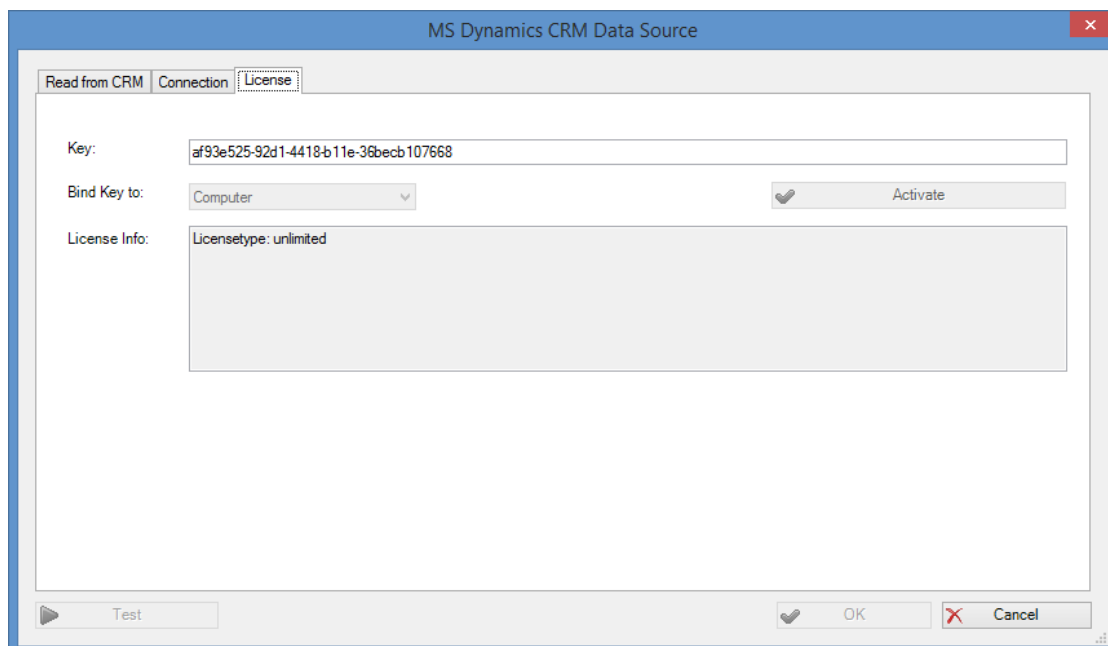 MS Dynamics CRM Data Source
Read from CRM Connection License
Key: af93e525-92d1-4418-b11e-36becb107668
Bind Key to: Computer Activate
License Info: Licensetype: unlimited
Test OK Cancel